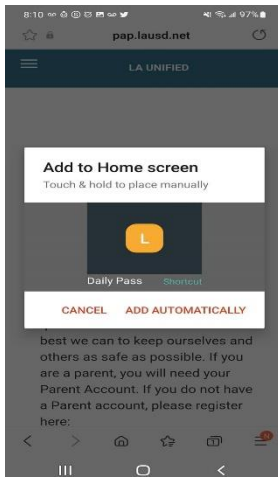 8:10
97%
pap.lausd.net
LA UNIFIED
Add to Home screen
Touch & hold to place manually
L
Daily Pass Shortcut
CANCEL ADD AUTOMATICALLY
best we can to keep ourselves and
others as safe as possible. If you
are a parent, you will need your
Parent Account. If you do not have
a Parent account, please register
here:
N